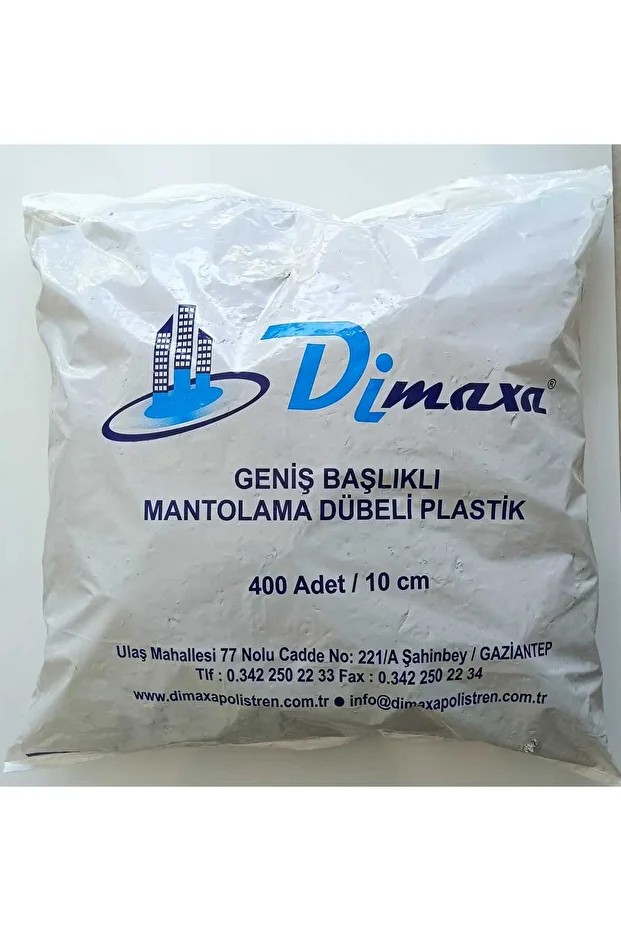 Dimaxa®
GENİŞ BAŞLIKLI
MANTOLAMA DÜBELİ PLASTİK
400 Adet / 10 cm
Ulaş Mahallesi 77 Nolu Cadde No: 221/A Şahinbey / GAZİANTEP
Tlf : 0.342 250 22 33 Fax : 0.342 250 22 34
www.dimaxapolistren.com.tr ● info@dimaxapolistren.com.tr